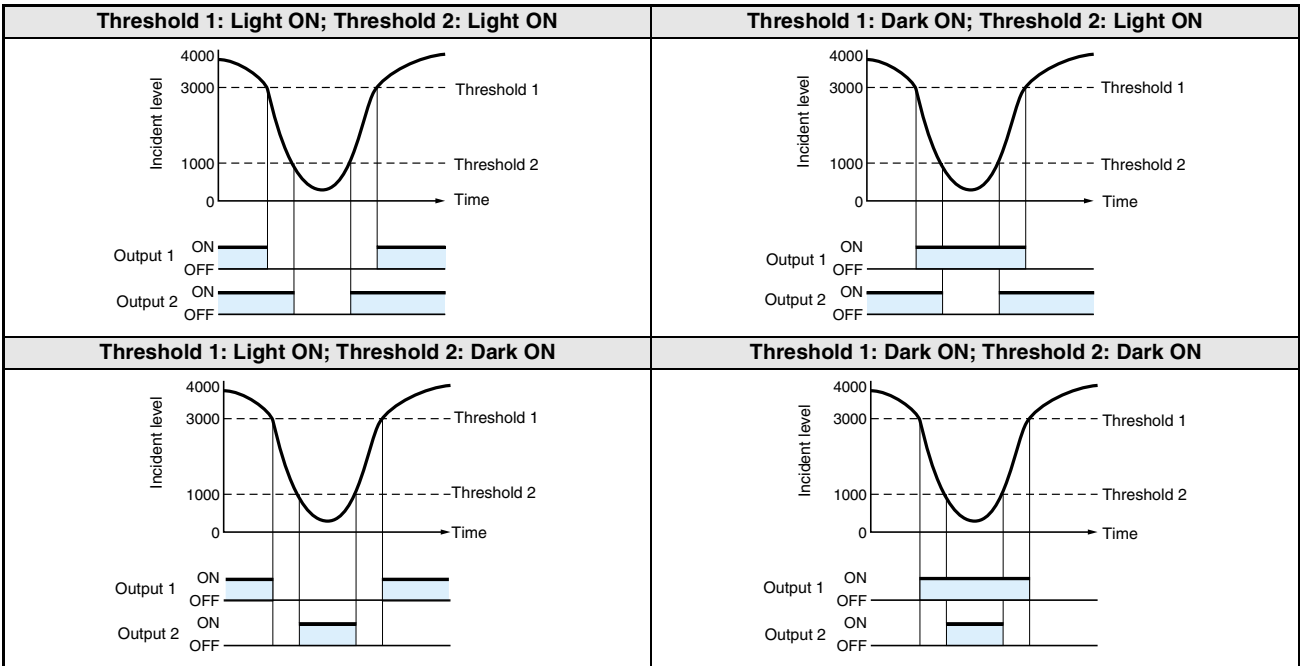 Threshold 1: Light ON; Threshold 2: Light ON
4000
3000
1000
0
Incident level
Threshold 1
Threshold 2
Time
Output 1
ON
OFF
Output 2
ON
OFF
Threshold 1: Dark ON; Threshold 2: Light ON
4000
3000
1000
0
Incident level
Threshold 1
Threshold 2
Time
Output 1
ON
OFF
Output 2
ON
OFF
Threshold 1: Light ON; Threshold 2: Dark ON
4000
3000
1000
0
Incident level
Threshold 1
Threshold 2
Time
Output 1
ON
OFF
Output 2
ON
OFF
Threshold 1: Dark ON; Threshold 2: Dark ON
4000
3000
1000
0
Incident level
Threshold 1
Threshold 2
Time
Output 1
ON
OFF
Output 2
ON
OFF